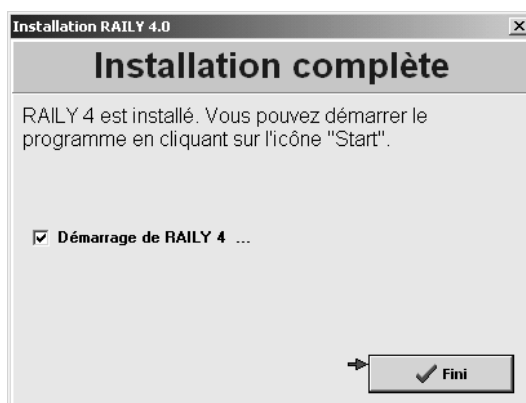 Installation RAILY 4.0
Installation complète
RAILY 4 est installé. Vous pouvez démarrer le
programme en cliquant sur l'icône "Start".
Démarrage de RAILY 4 ...
Fini